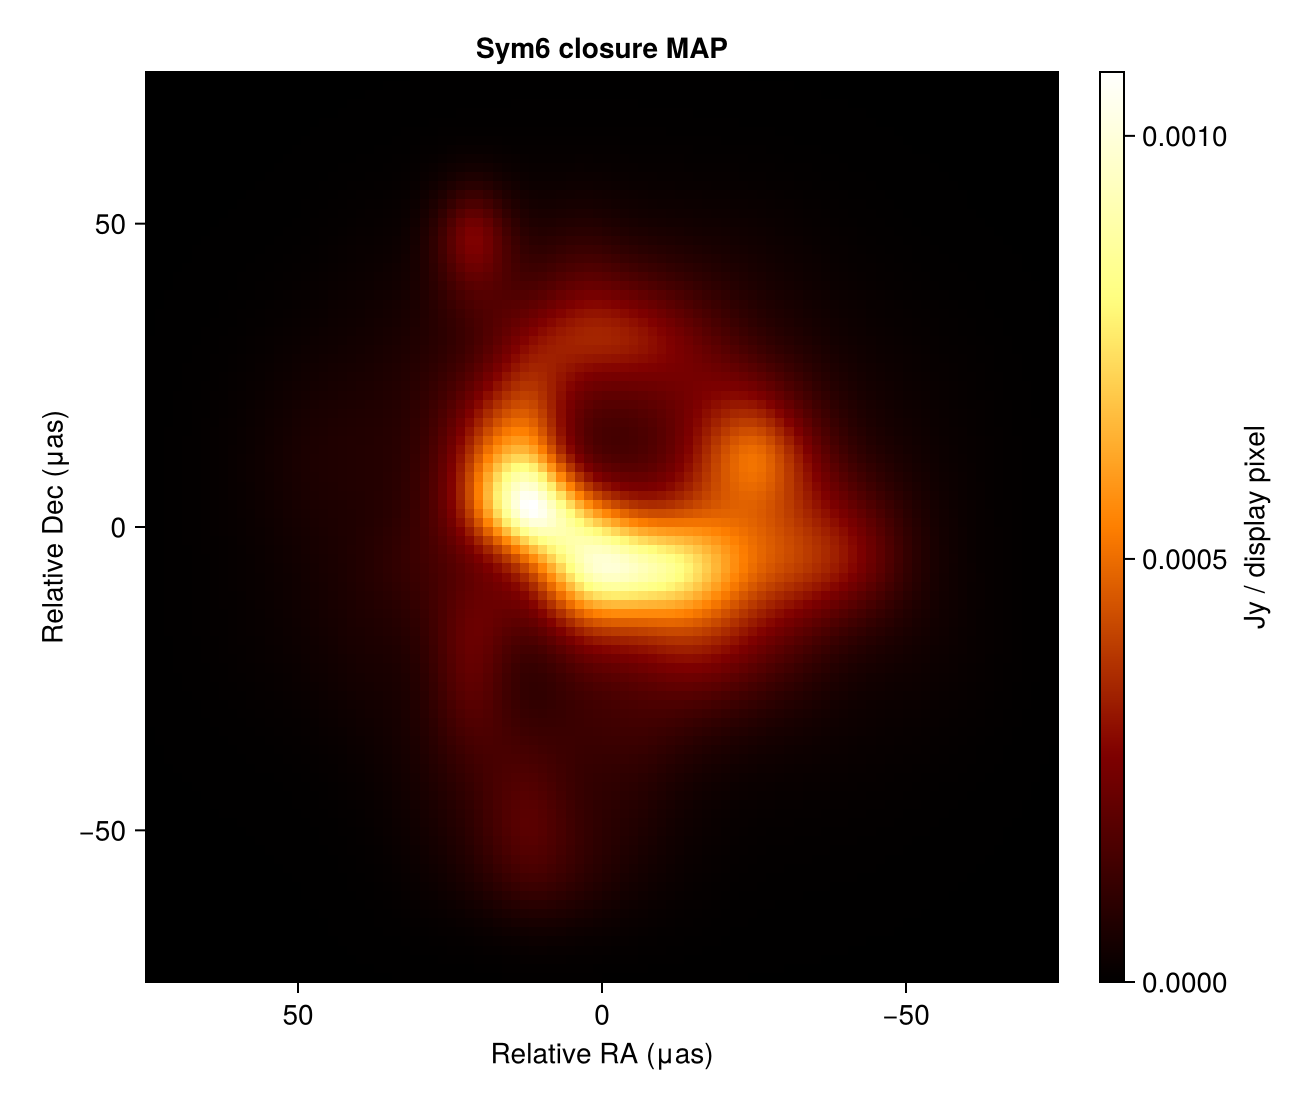 Sym6 closure MAP
50
0
−50
Relative Dec (μas)
50
0
−50
Relative RA (μas)
0.0010
0.0005
0.0000
Jy / display pixel